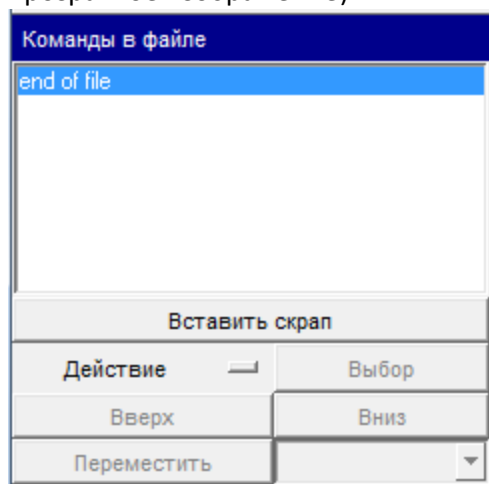 Команды в файле
end of file
Вставить скрап
Действие Выбор
Вверх Вниз
Переместить